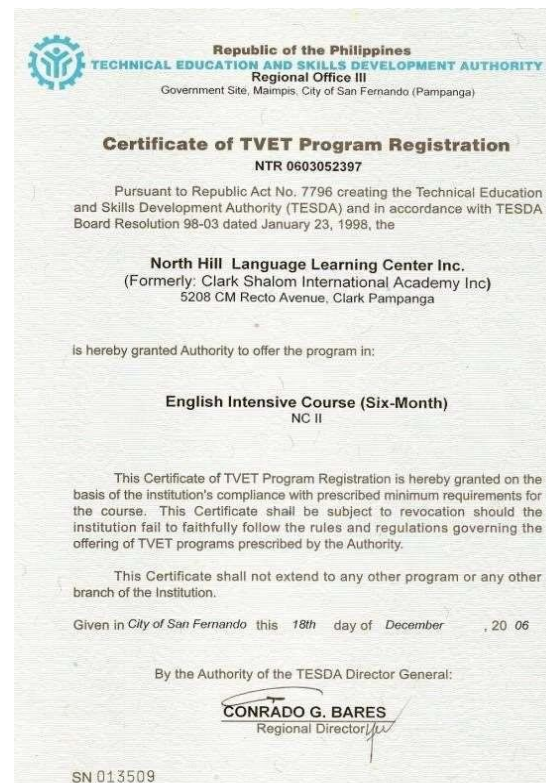 Republic of the Philippines
TECHNICAL EDUCATION AND SKILLS DEVELOPMENT AUTHORITY
Regional Office III
Government Site, Maimpis, City of San Fernando (Pampanga)
Certificate of TVET Program Registration
NTR 0603052397
Pursuant to Republic Act No. 7796 creating the Technical Education
and Skills Development Authority (TESDA) and in accordance with TESDA
Board Resolution 98-03 dated January 23, 1998, the
North Hill Language Learning Center Inc.
(Formerly: Clark Shalom International Academy Inc)
5208 CM Recto Avenue, Clark Pampanga
is hereby granted Authority to offer the program in:
English Intensive Course (Six-Month)
NC II
This Certificate of TVET Program Registration is hereby granted on the
basis of the institution's compliance with prescribed minimum requirements for
the course. This Certificate shall be subject to revocation should the
institution fail to faithfully follow the rules and regulations governing the
offering of TVET programs prescribed by the Authority.
This Certificate shall not extend to any other program or any other
branch of the Institution.
Given in City of San Fernando this 18th day of December , 20 06
By the Authority of the TESDA Director General:
CONRADO G. BARES
Regional Director
SN 013509